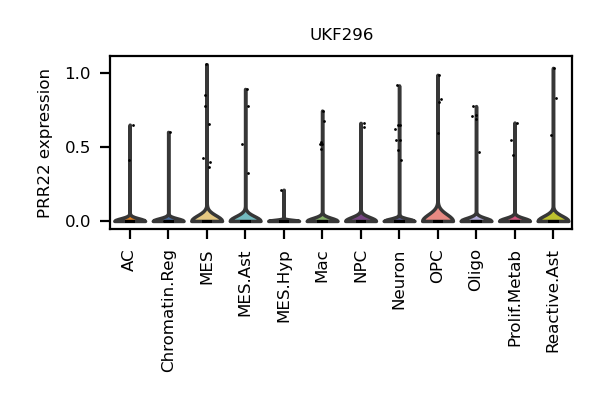 UKF296
PRR22 expression
1.0
0.5
0.0
AC
Chromatin.Reg
MES
MES.Ast
MES.Hyp
Mac
NPC
Neuron
OPC
Oligo
Prolif.Metab
Reactive.Ast